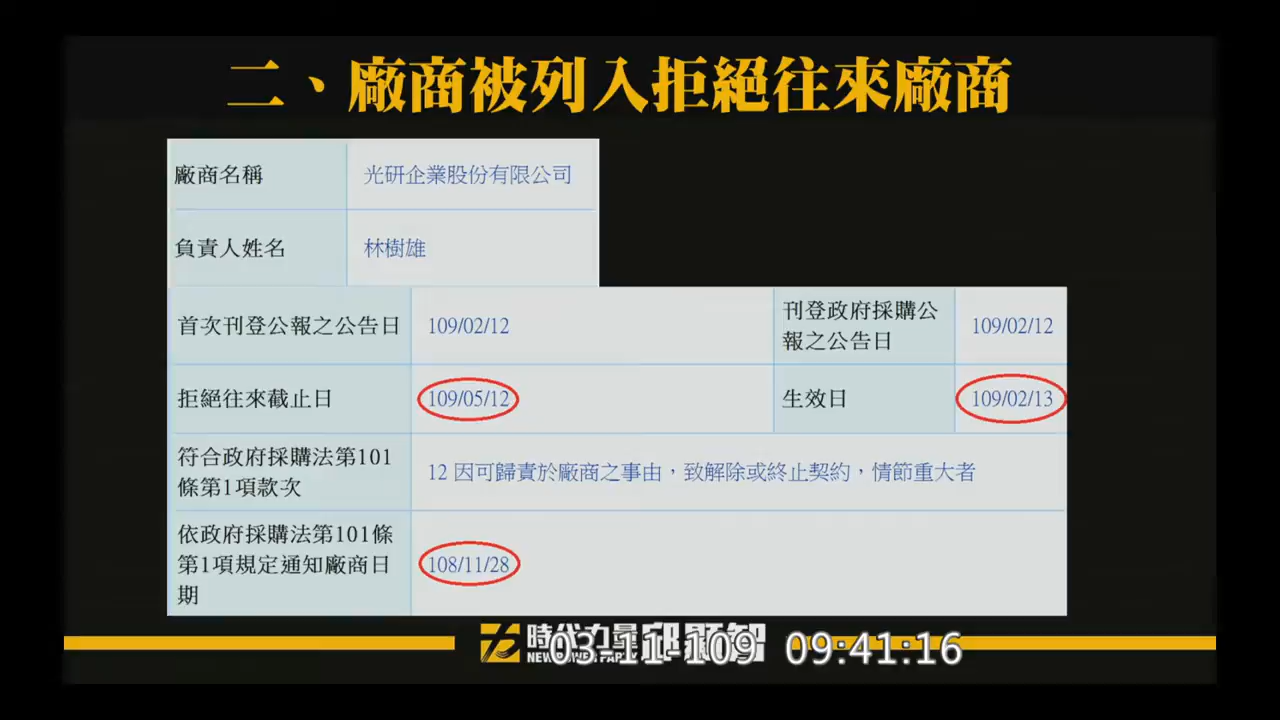 二、廠商被列入拒絕往來廠商
廠商名稱
光研企業股份有限公司
負責人姓名
林樹雄
首次刊登公報之公告日
109/02/12
刊登政府採購公
報之公告日
109/02/12
拒絕往來截止日
109/05/12
生效日
109/02/13
符合政府採購法第101
條第1項款次
12 因可歸責於廠商之事由，致解除或終止契約，情節重大者
依政府採購法第101條
第1項規定通知廠商日
期
108/11/28
時代力量 邱顯智
03-11-109 09:41:16